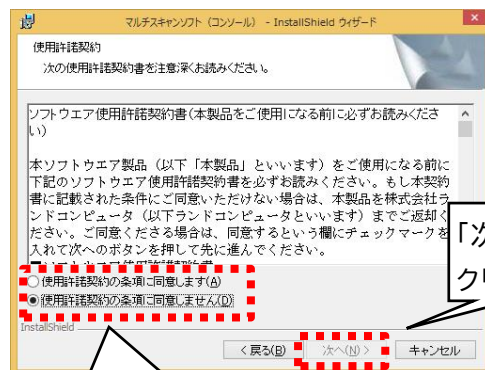 マルチスキャンソフト（コンソール） - InstallShield ウィザード
使用許諾契約
次の使用許諾契約書を注意深くお読みください。
ソフトウエア使用許諾契約書(本製品をご使用になる前に必ずお読みくださ
い)
本ソフトウエア製品（以下「本製品」といいます）をご使用になる前に
下記のソフトウエア使用許諾契約書を必ずお読みください。もし本契約
書に記載された条件にご同意いただけない場合は、本製品を株式会社ラ
ンドコンピュータ（以下ランドコンピュータといいます）までご返却く
ださい。ご同意くださる場合は、同意するという欄にチェックマークを
入れて次へのボタンを押して先に進んでください。
■ソフトウエア使用許諾契約書
使用許諾契約の条項に同意します(A)
使用許諾契約の条項に同意しません(D)
「次
クリ
InstallShield
< 戻る(B)
次へ(N) >
キャンセル